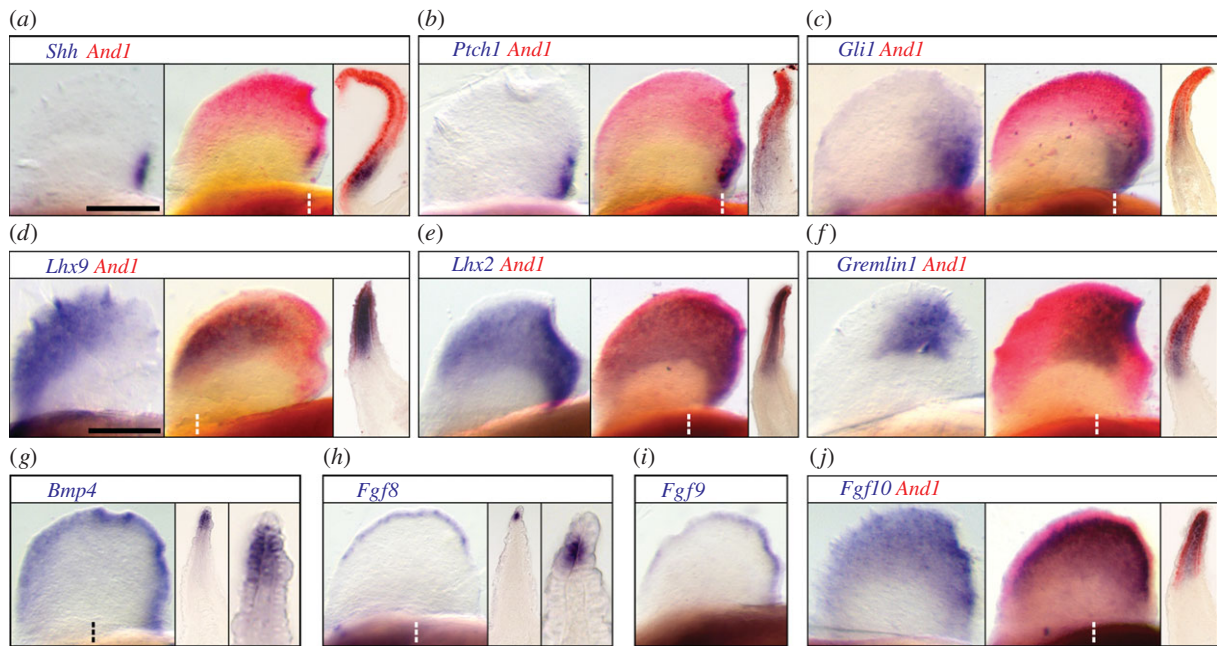 (a)
Shh And1
(b)
Ptch1 And1
(c)
Gli1 And1
(d)
Lhx9 And1
(e)
Lhx2 And1
(f)
Gremlin1 And1
(g)
Bmp4
(h)
Fgf8
(i)
Fgf9
(j)
Fgf10 And1